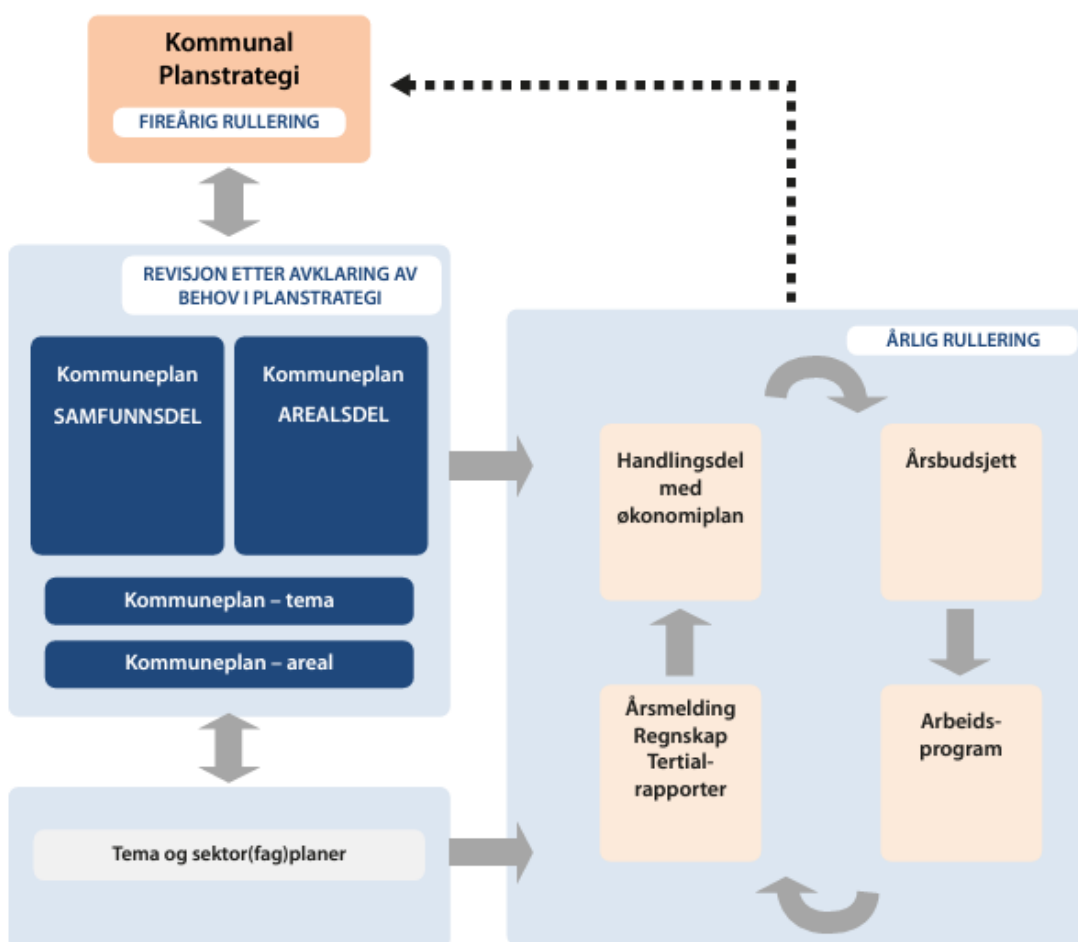 Kommunal
Planstrategi
FIREÅRIG RULLERING
REVISJON ETTER AVKLARING AV
BEHOV I PLANSTRATEGI
Kommuneplan
SAMFUNNSDEL
Kommuneplan
AREALSDEL
Kommuneplan – tema
Kommuneplan – areal
Tema og sektor(fag)planer
ÅRLIG RULLERING
Handlingsdel
med
økonomiplan
Årsbudsjett
Årsmelding
Regnskap
Tertial-
rapporter
Arbeids-
program